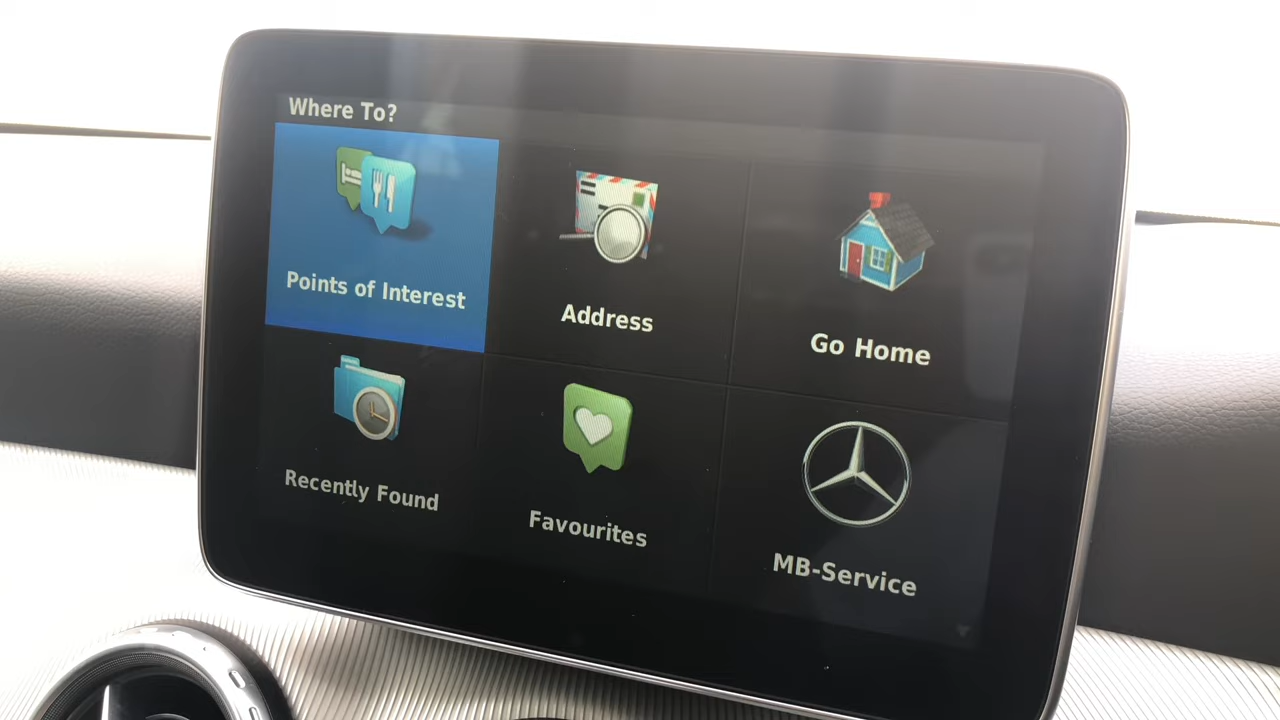 Where To?
Points of Interest
Address
Go Home
Recently Found
Favourites
MB-Service